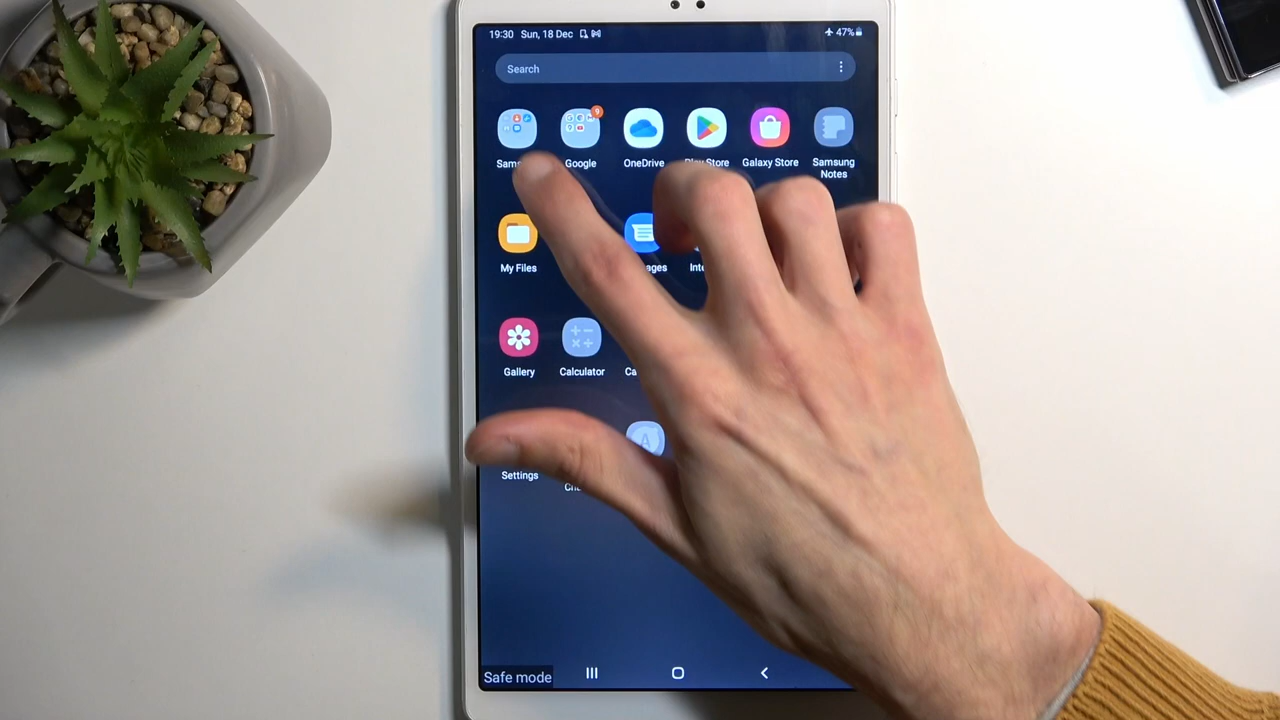 19:30 Sun, 18 Dec 47%
Search
9
Google OneDrive Play Store Galaxy Store Samsung Notes
My Files
Gallery Calculator
A
Settings
Safe mode